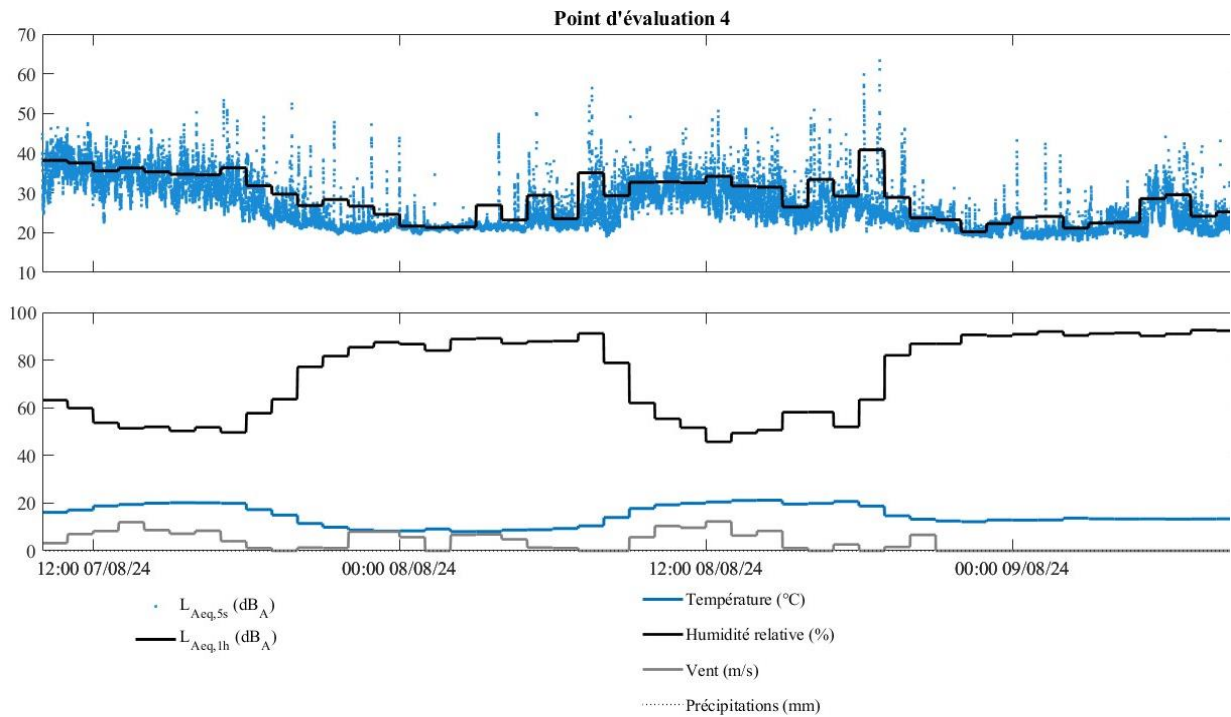 Point d'évaluation 4
70
60
50
40
30
20
10
100
80
60
40
20
0
12:00 07/08/24 00:00 08/08/24 12:00 08/08/24 00:00 09/08/24
L_Aeq,5s (dB_A)
L_Aeq,1h (dB_A)
Température (°C)
Humidité relative (%)
Vent (m/s)
Précipitations (mm)